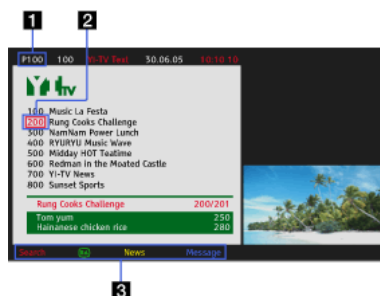 1 2
P100 100 Yi-TV Text 30.06.05 10:10 10
Yi tv
100 Music La Festa
200 Rung Cooks Challenge
300 NamNam Power Lunch
400 RYURYU Music Wave
500 Midday HOT Teatime
600 Redman in the Moated Castle
700 YI-TV News
800 Sunset Sports
Rung Cooks Challenge 200/201
Tom yum 250
Hainanese chicken rice 280
Search News Message
3